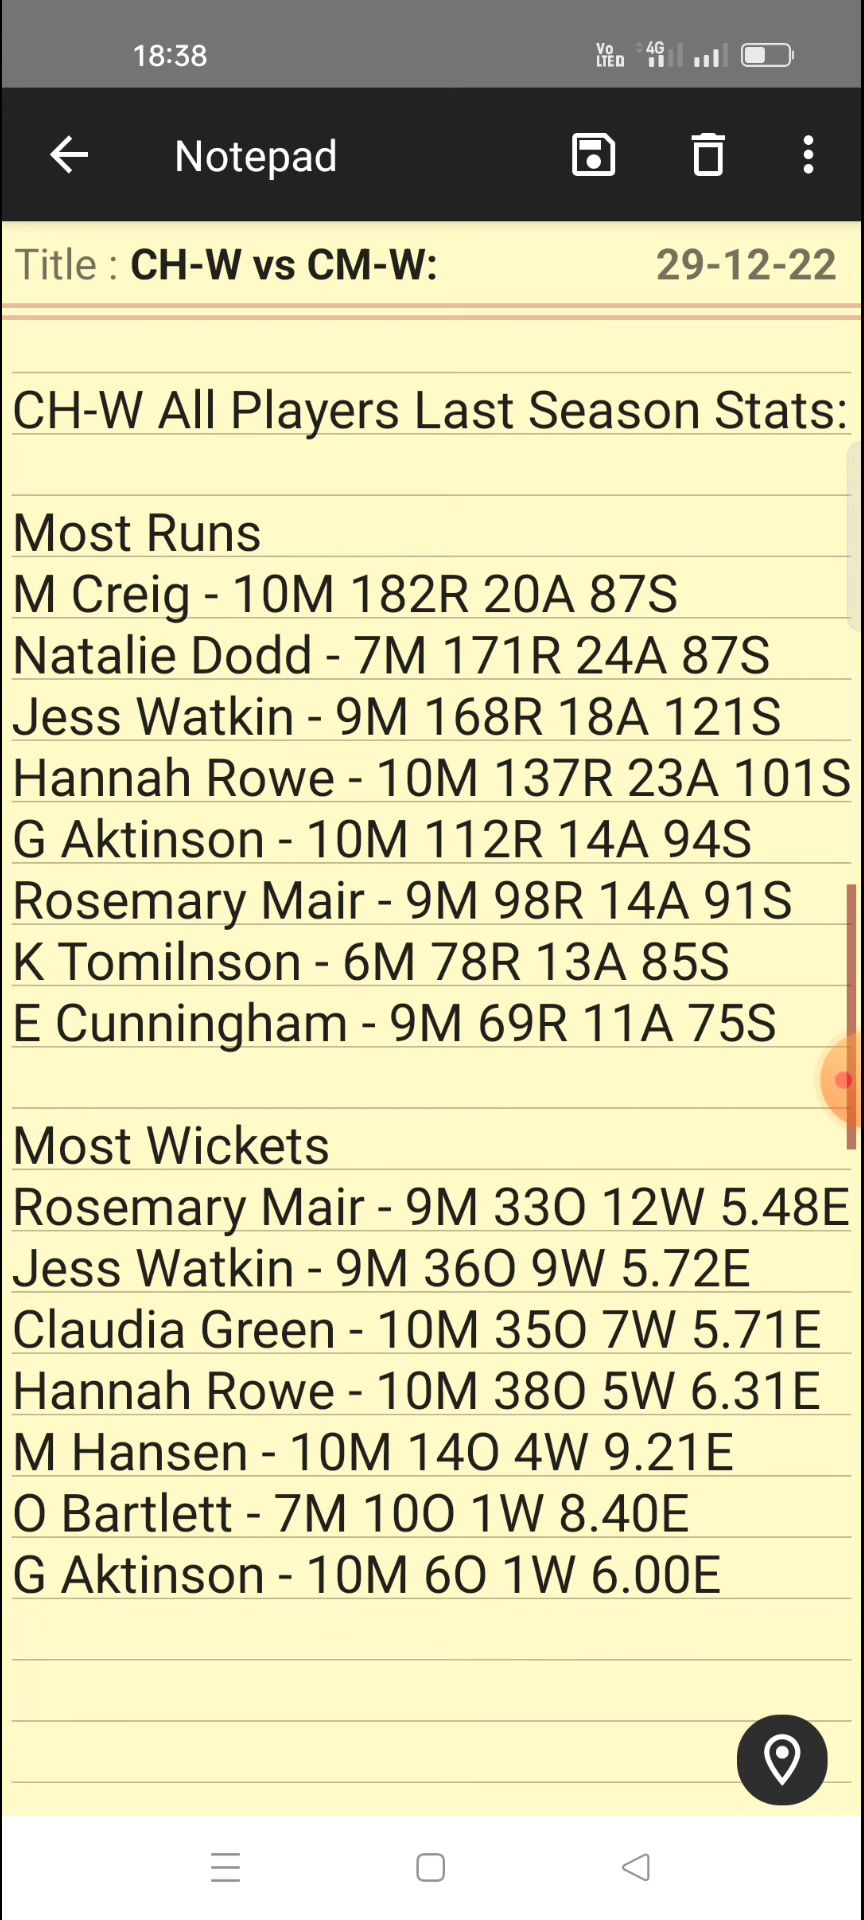 18:38
Vo LTED 4G
Notepad
Title : CH-W vs CM-W: 29-12-22
CH-W All Players Last Season Stats:
Most Runs
M Creig - 10M 182R 20A 87S
Natalie Dodd - 7M 171R 24A 87S
Jess Watkin - 9M 168R 18A 121S
Hannah Rowe - 10M 137R 23A 101S
G Aktinson - 10M 112R 14A 94S
Rosemary Mair - 9M 98R 14A 91S
K Tomilnson - 6M 78R 13A 85S
E Cunningham - 9M 69R 11A 75S
Most Wickets
Rosemary Mair - 9M 33O 12W 5.48E
Jess Watkin - 9M 36O 9W 5.72E
Claudia Green - 10M 35O 7W 5.71E
Hannah Rowe - 10M 38O 5W 6.31E
M Hansen - 10M 14O 4W 9.21E
O Bartlett - 7M 10O 1W 8.40E
G Aktinson - 10M 6O 1W 6.00E